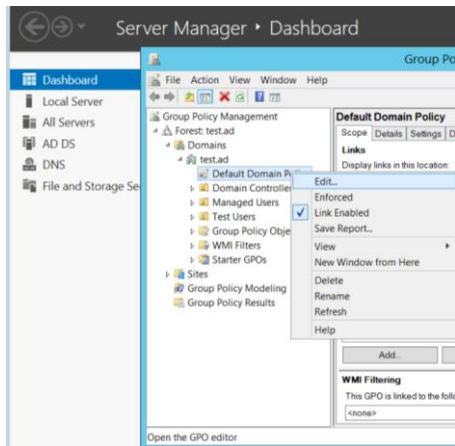 Server Manager • Dashboard
Dashboard
Local Server
All Servers
AD DS
DNS
File and Storage Se
Group Po
File Action View Window Help
Group Policy Management
Forest: test.ad
Domains
test.ad
Default Domain Po
Domain Controlle
Managed Users
Test Users
Group Policy Obje
WMI Filters
Starter GPOs
Sites
Group Policy Modeling
Group Policy Results
Default Domain Policy
Scope Details Settings D
Links
Display links in this location:
Edit...
Enforced
Link Enabled
Save Report...
View
New Window from Here
Delete
Rename
Refresh
Help
Add...
WMI Filtering
This GPO is linked to the follo
<none>
Open the GPO editor